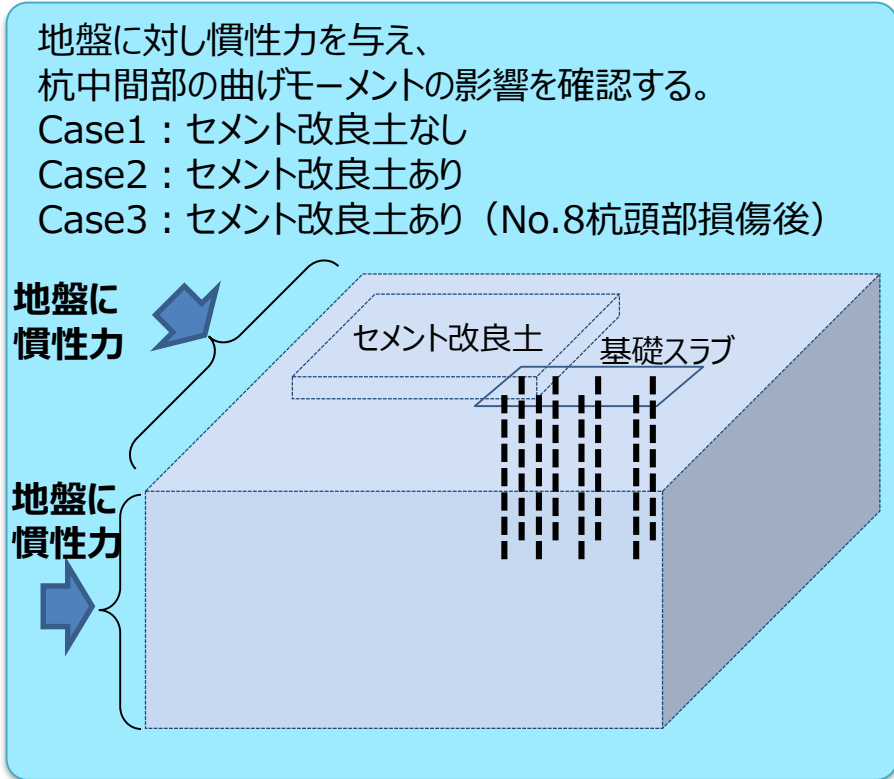 地盤に対し慣性力を与え、
杭中間部の曲げモーメントの影響を確認する。
Case1：セメント改良土なし
Case2：セメント改良土あり
Case3：セメント改良土あり（No.8杭頭部損傷後）
地盤に
慣性力
セメント改良土
基礎スラブ
地盤に
慣性力